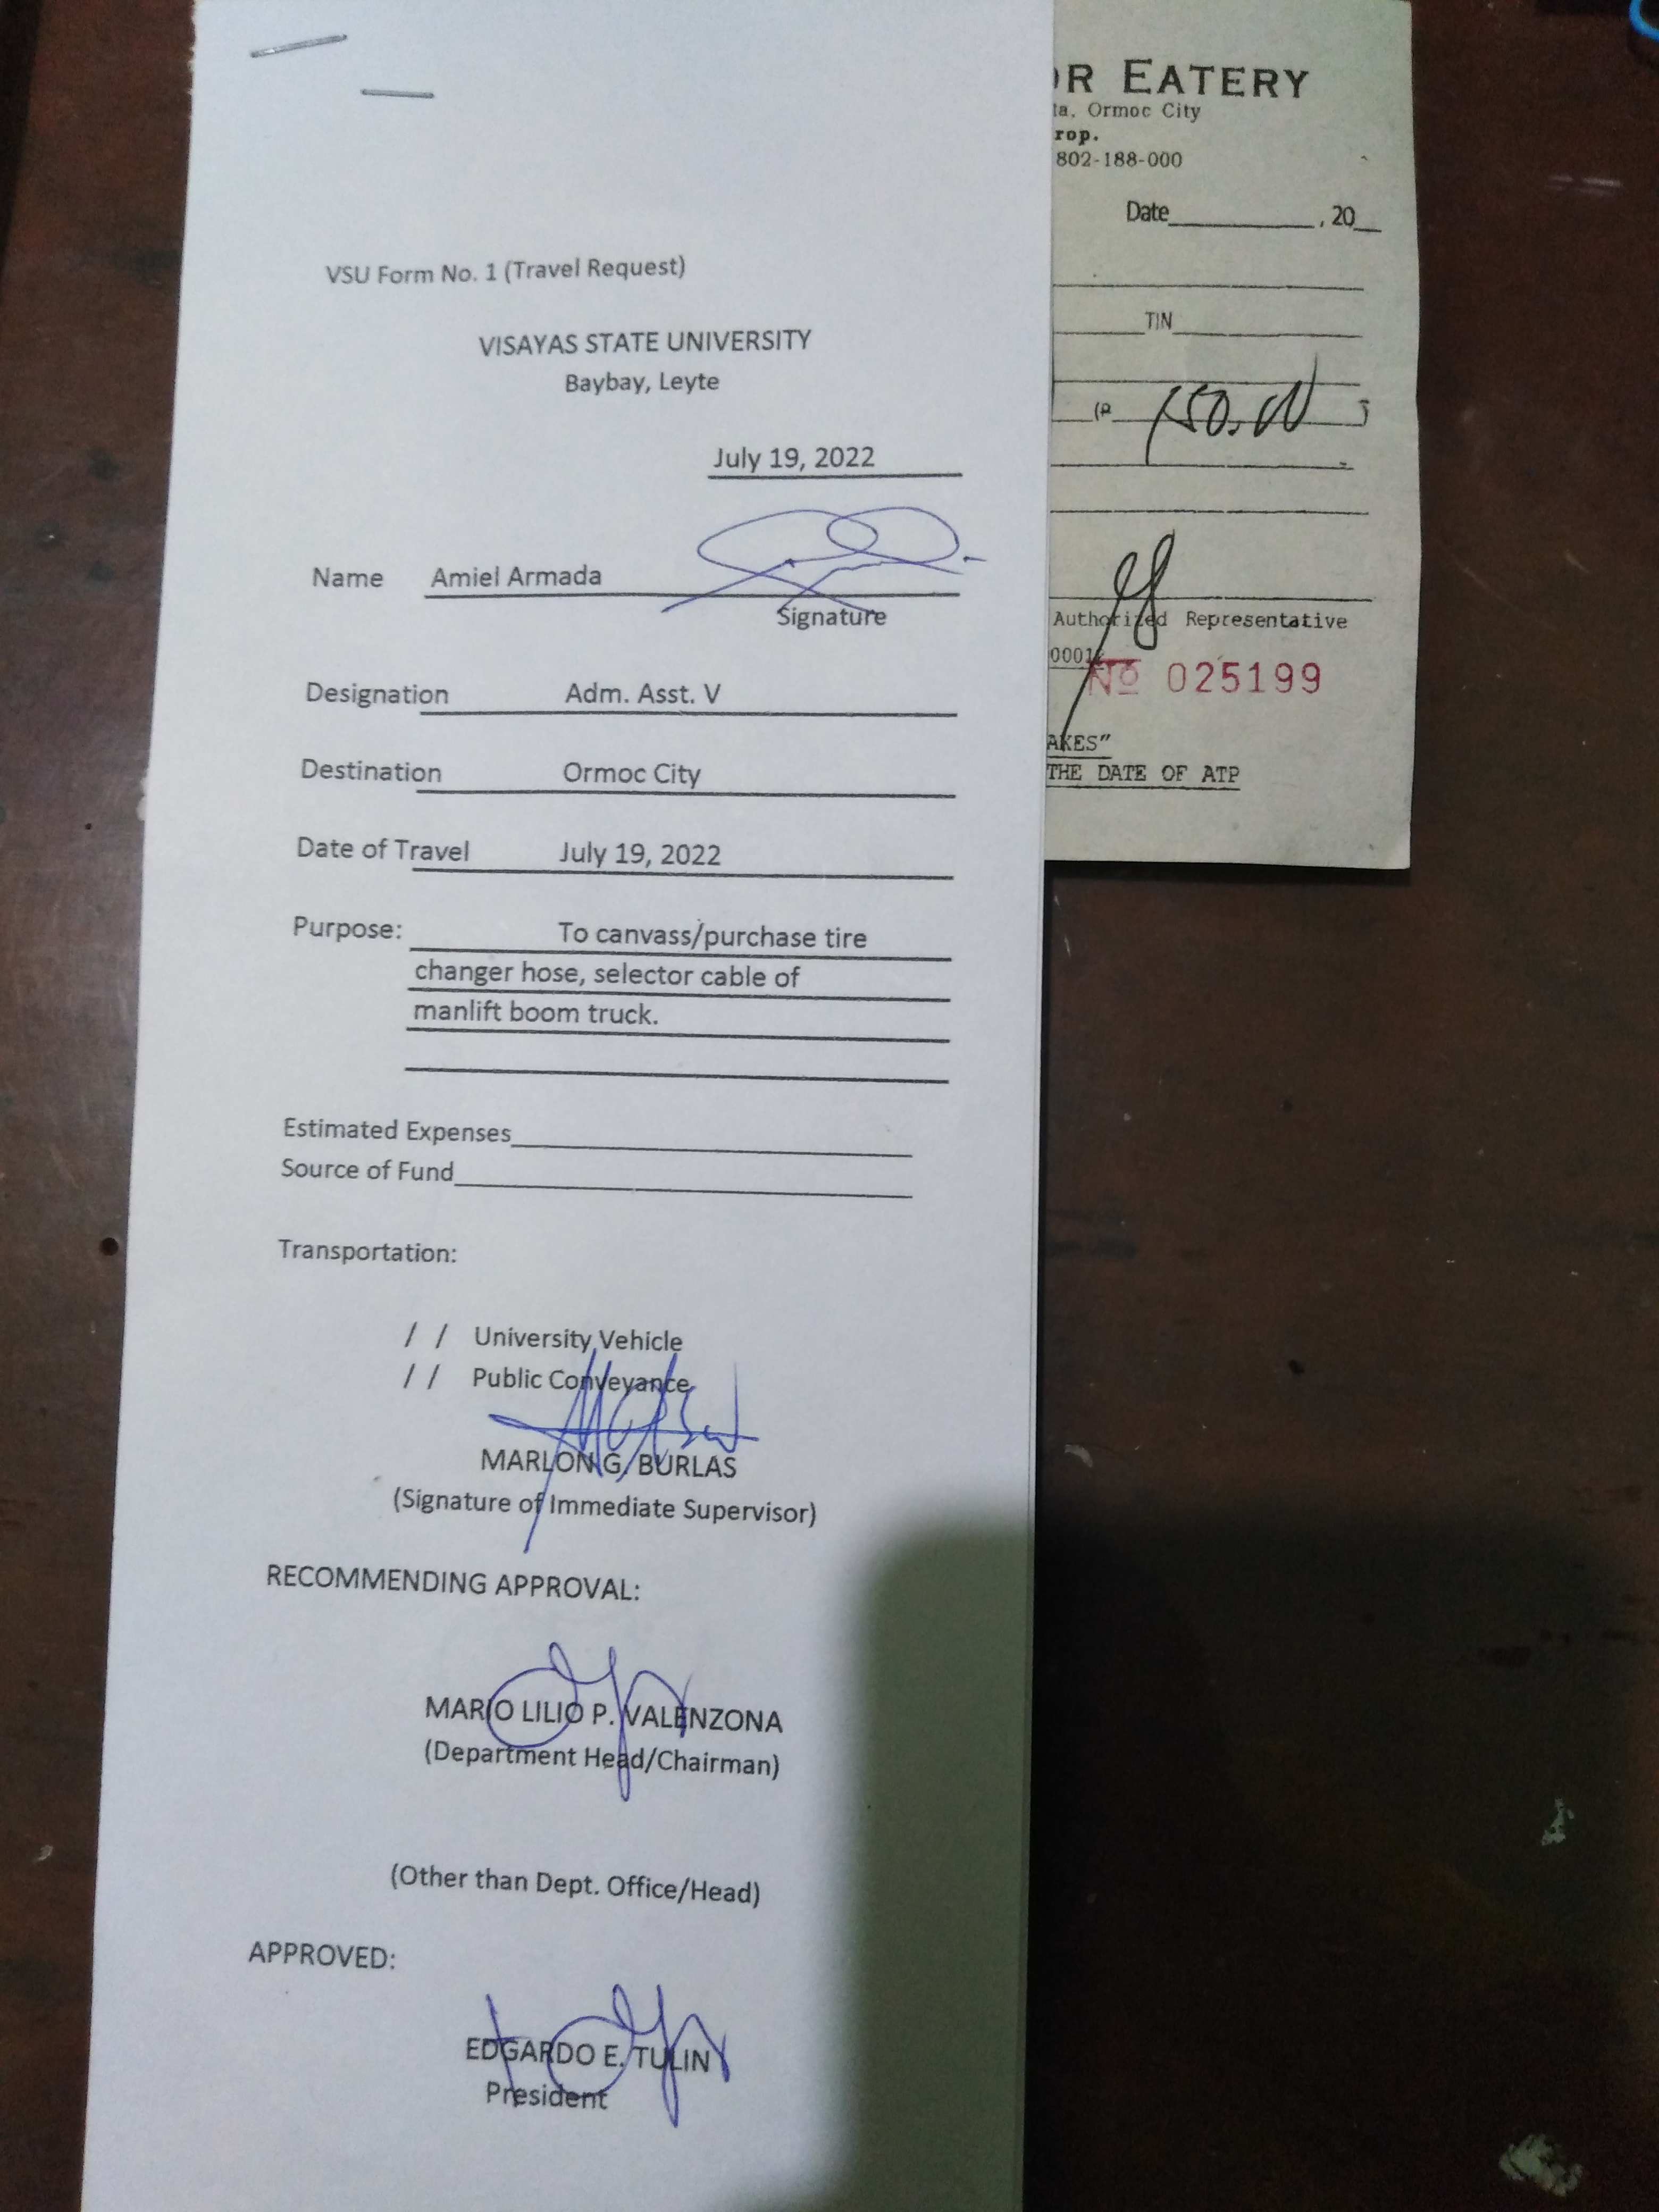 VSU Form No. 1 (Travel Request)
VISAYAS STATE UNIVERSITY
Baybay, Leyte
July 19, 2022
Name Amiel Armada
Signature
Designation Adm. Asst. V
Destination Ormoc City
Date of Travel July 19, 2022
Purpose: To canvass/purchase tire
changer hose, selector cable of
manlift boom truck.
Estimated Expenses
Source of Fund
Transportation:
/ / University Vehicle
/ / Public Conveyance
MARLON G. BURLAS
(Signature of Immediate Supervisor)
RECOMMENDING APPROVAL:
MARIO LILIO P. VALENZONA
(Department Head/Chairman)
(Other than Dept. Office/Head)
APPROVED:
EDGARDO E. TULIN
President
OR EATERY
ta, Ormoc City
rop.
802-188-000
Date , 20
TIN
(P 150.00 )
Authorized Representative
No 025199
AKES"
THE DATE OF ATP